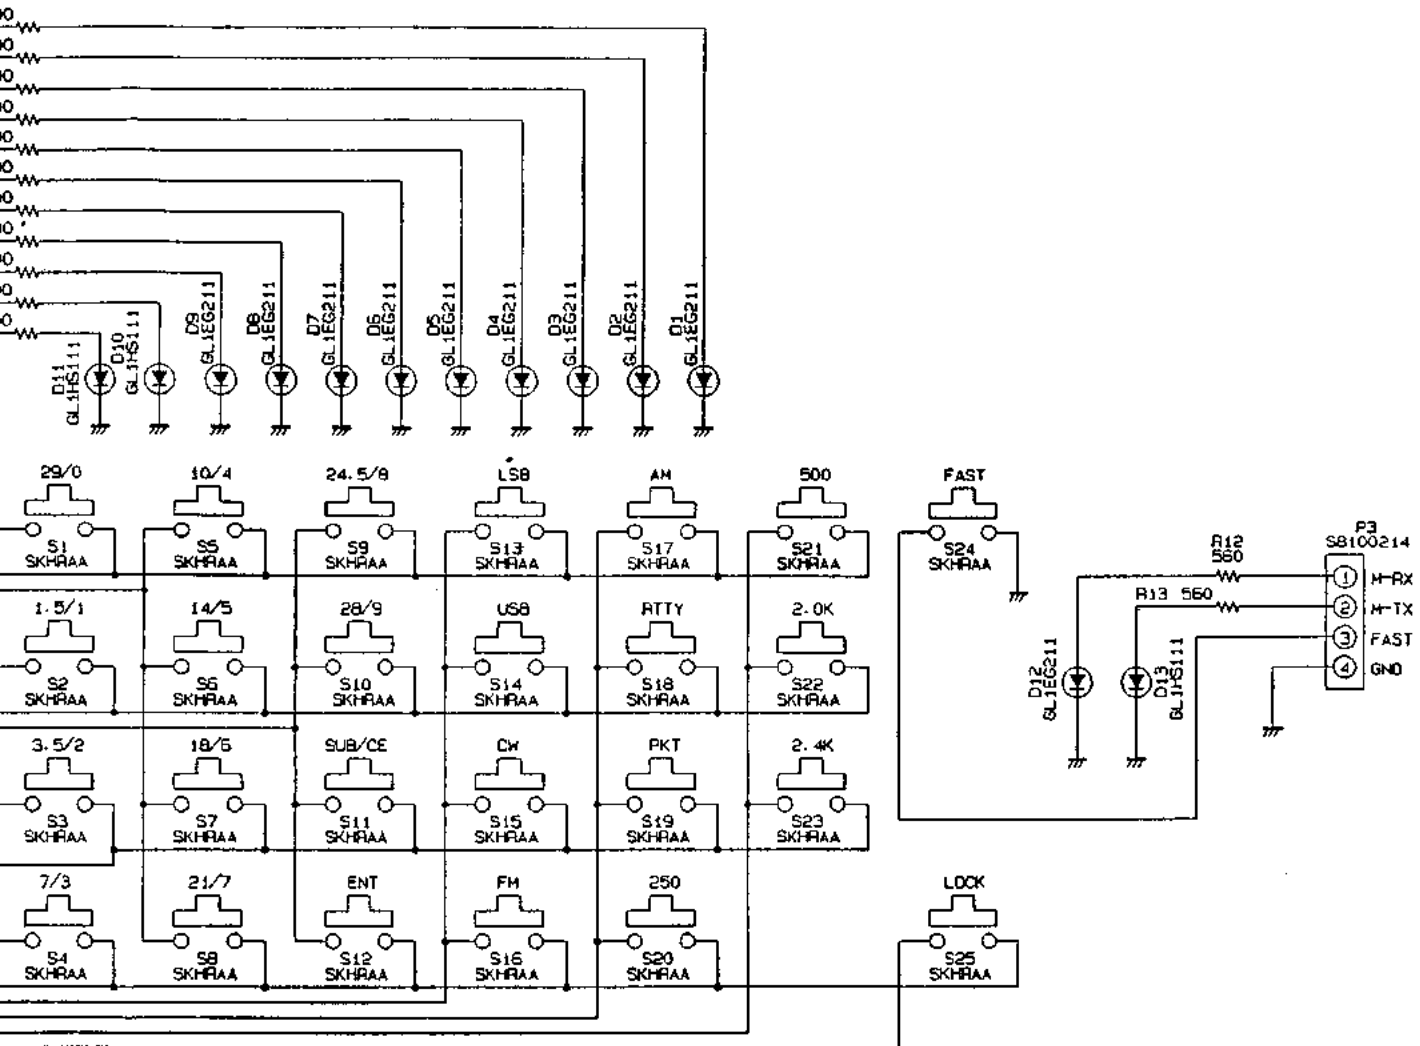 D11
GL1HS111
D10
GL1HS111
D9
GL1EG211
D8
GL1EG211
D7
GL1EG211
D6
GL1EG211
D5
GL1EG211
D4
GL1EG211
D3
GL1EG211
D2
GL1EG211
D1
GL1EG211
29/0
10/4
24.5/8
LSB
AM
500
FAST
S1
SKHRAA
S5
SKHRAA
S9
SKHRAA
S13
SKHRAA
S17
SKHRAA
S21
SKHRAA
S24
SKHRAA
P3
S8100214
R12
560
1 M-RX
R13 560
2 M-TX
3 FAST
4 GND
D12
GL1EG211
D13
GL1HS111
1.5/1
14/5
28/9
USB
RTTY
2.0K
S2
SKHRAA
S6
SKHRAA
S10
SKHRAA
S14
SKHRAA
S18
SKHRAA
S22
SKHRAA
3.5/2
18/6
SUB/CE
CW
PKT
2.4K
S3
SKHRAA
S7
SKHRAA
S11
SKHRAA
S15
SKHRAA
S19
SKHRAA
S23
SKHRAA
7/3
21/7
ENT
FM
250
LOCK
S4
SKHRAA
S8
SKHRAA
S12
SKHRAA
S16
SKHRAA
S20
SKHRAA
S25
SKHRAA